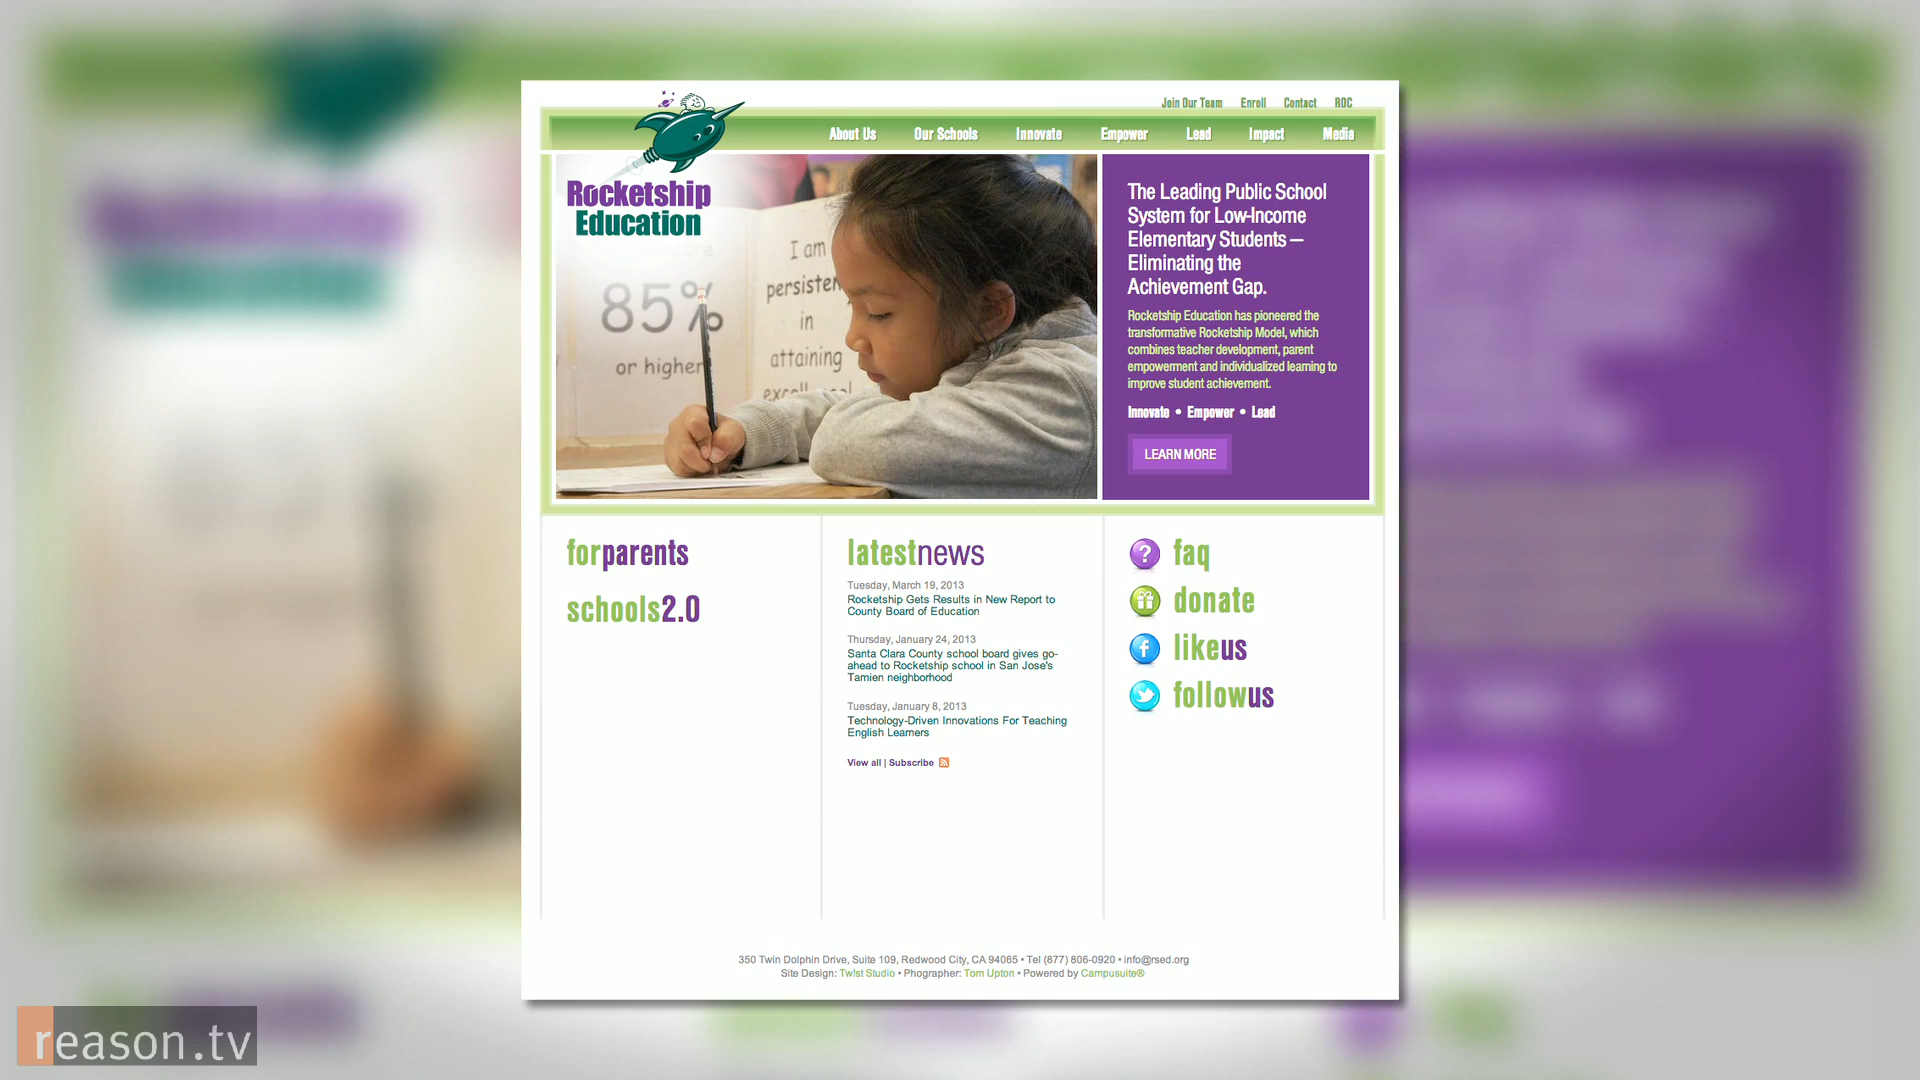 Join Our Team Enroll Contact ROC
About Us Our Schools Innovate Empower Lead Impact Media
Rocketship
Education
85%
or higher
I am
persisten
in
attaining
The Leading Public School
System for Low-Income
Elementary Students —
Eliminating the
Achievement Gap.
Rocketship Education has pioneered the
transformative Rocketship Model, which
combines teacher development, parent
empowerment and individualized learning to
improve student achievement.
Innovate • Empower • Lead
LEARN MORE
forparents
schools2.0
latestnews
Tuesday, March 19, 2013
Rocketship Gets Results in New Report to
County Board of Education
Thursday, January 24, 2013
Santa Clara County school board gives go-
ahead to Rocketship school in San Jose's
Tamien neighborhood
Tuesday, January 8, 2013
Technology-Driven Innovations For Teaching
English Learners
View all | Subscribe
? faq
donate
f likeus
followus
350 Twin Dolphin Drive, Suite 109, Redwood City, CA 94065 • Tel (877) 806-0920 • info@rsed.org
Site Design: Tw1st Studio • Phographer: Tom Upton • Powered by Campusuite®
reason.tv